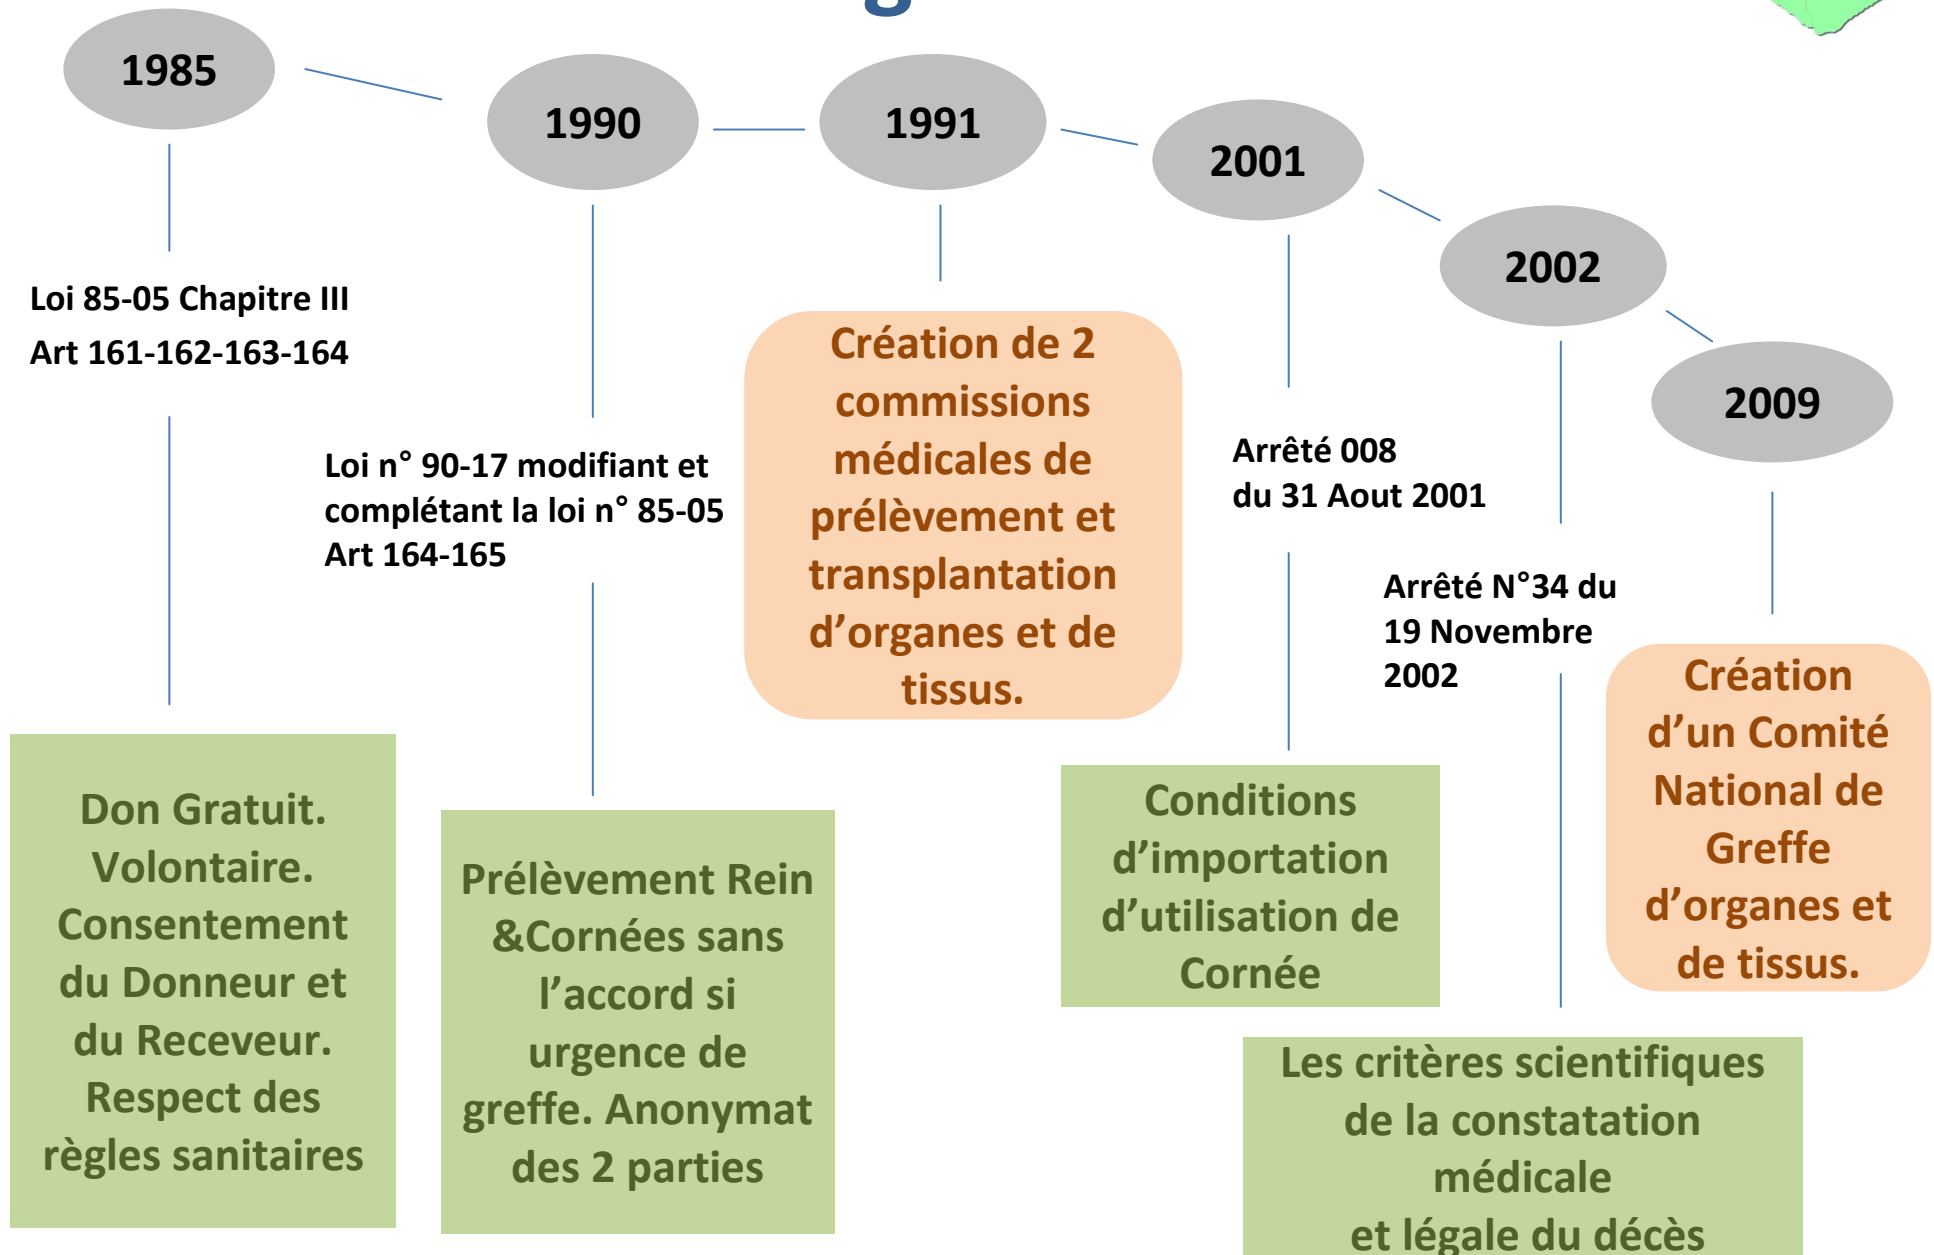 1985
1990
1991
2001
2002
2009
Loi 85-05 Chapitre III
Art 161-162-163-164
Don Gratuit.
Volontaire.
Consentement
du Donneur et
du Receveur.
Respect des
règles sanitaires
Loi n° 90-17 modifiant et
complétant la loi n° 85-05
Art 164-165
Prélèvement Rein
&Cornées sans
l’accord si
urgence de
greffe. Anonymat
des 2 parties
Création de 2
commissions
médicales de
prélèvement et
transplantation
d’organes et de
tissus.
Arrêté 008
du 31 Aout 2001
Conditions
d’importation
d’utilisation de
Cornée
Arrêté N°34 du
19 Novembre
2002
Les critères scientifiques
de la constatation
médicale
et légale du décès
Création
d’un Comité
National de
Greffe
d’organes et
de tissus.